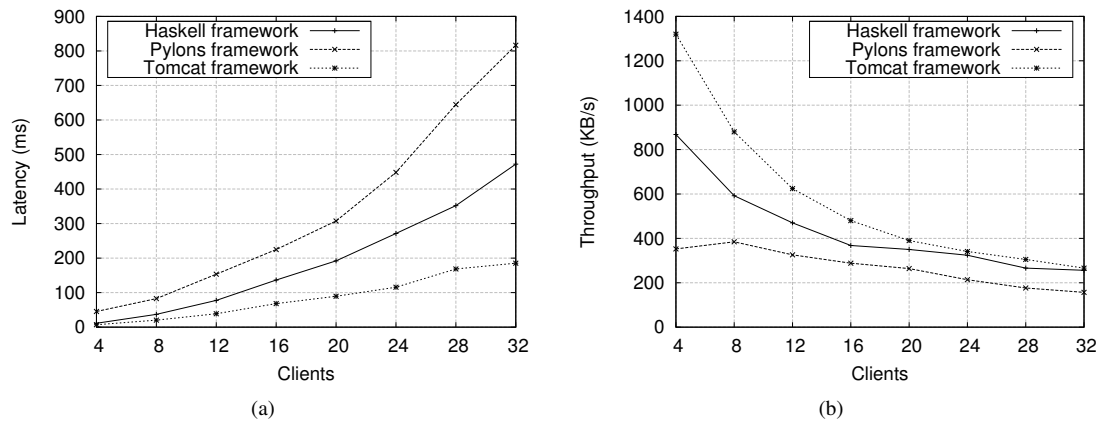 900
800
700
600
500
400
300
200
100
0
Latency (ms)
Haskell framework
Pylons framework
Tomcat framework
4 8 12 16 20 24 28 32
Clients
(a)
1400
1200
1000
800
600
400
200
0
Throughput (KB/s)
Haskell framework
Pylons framework
Tomcat framework
4 8 12 16 20 24 28 32
Clients
(b)